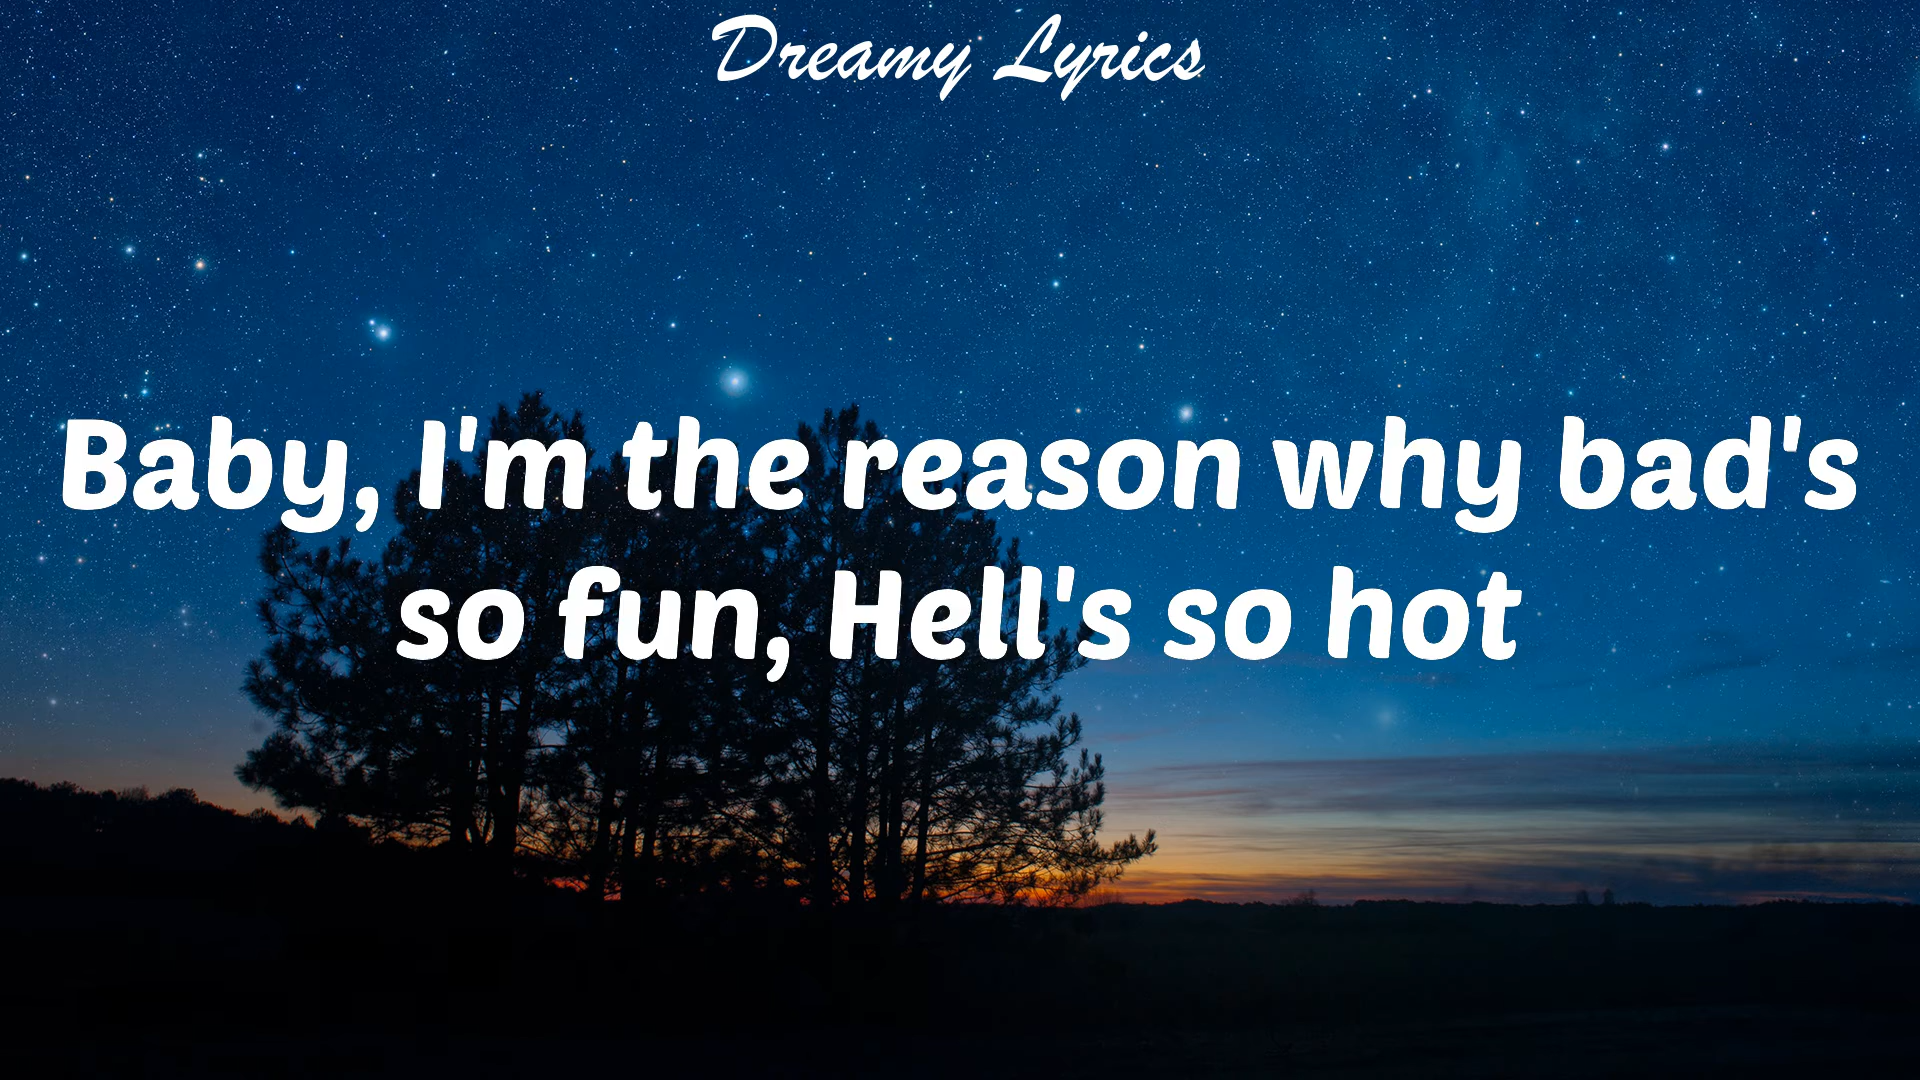 Dreamy Lyrics
Baby, I'm the reason why bad's
so fun, Hell's so hot